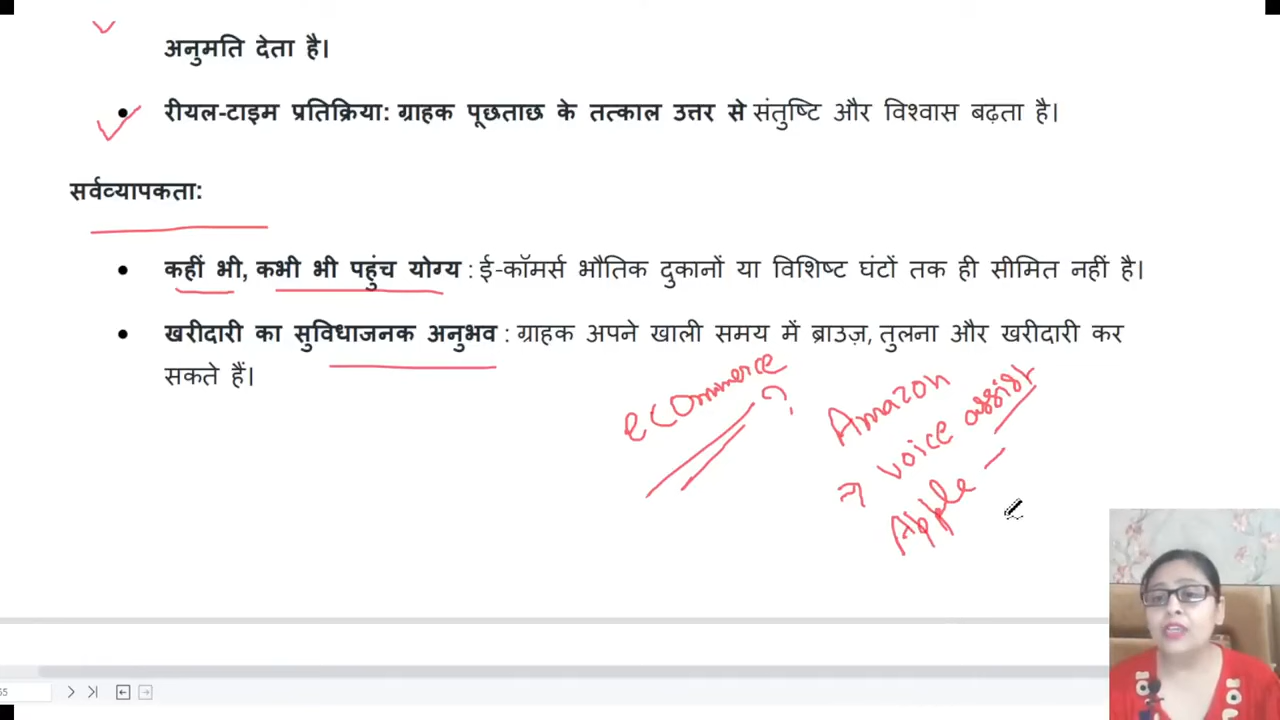 अनुमति देता है।
• रीयल-टाइम प्रतिक्रिया: ग्राहक पूछताछ के तत्काल उत्तर से संतुष्टि और विश्वास बढ़ता है।
सर्वव्यापकता:
• कहीं भी, कभी भी पहुंच योग्य : ई-कॉमर्स भौतिक दुकानों या विशिष्ट घंटों तक ही सीमित नहीं है।
• खरीदारी का सुविधाजनक अनुभव : ग्राहक अपने खाली समय में ब्राउज़, तुलना और खरीदारी कर
सकते हैं।
eCommerce ?
Amazon
⇒ voice assist
Apple –
55